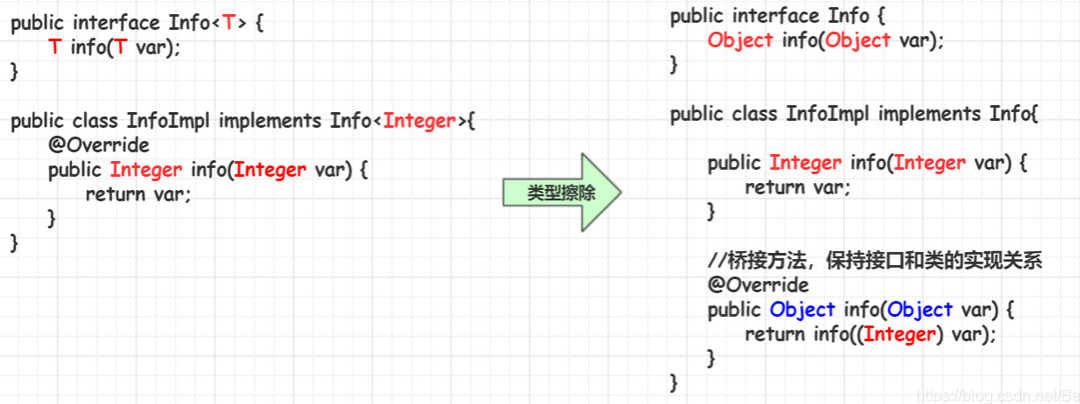 public interface Info<T> {
T info(T var);
}
public class InfoImpl implements Info<Integer>{
@Override
public Integer info(Integer var) {
return var;
}
}
类型擦除
public interface Info {
Object info(Object var);
}
public class InfoImpl implements Info{
public Integer info(Integer var) {
return var;
}
//桥接方法，保持接口和类的实现关系
@Override
public Object info(Object var) {
return info((Integer) var);
}
}
https://blog.csdn.net/Be